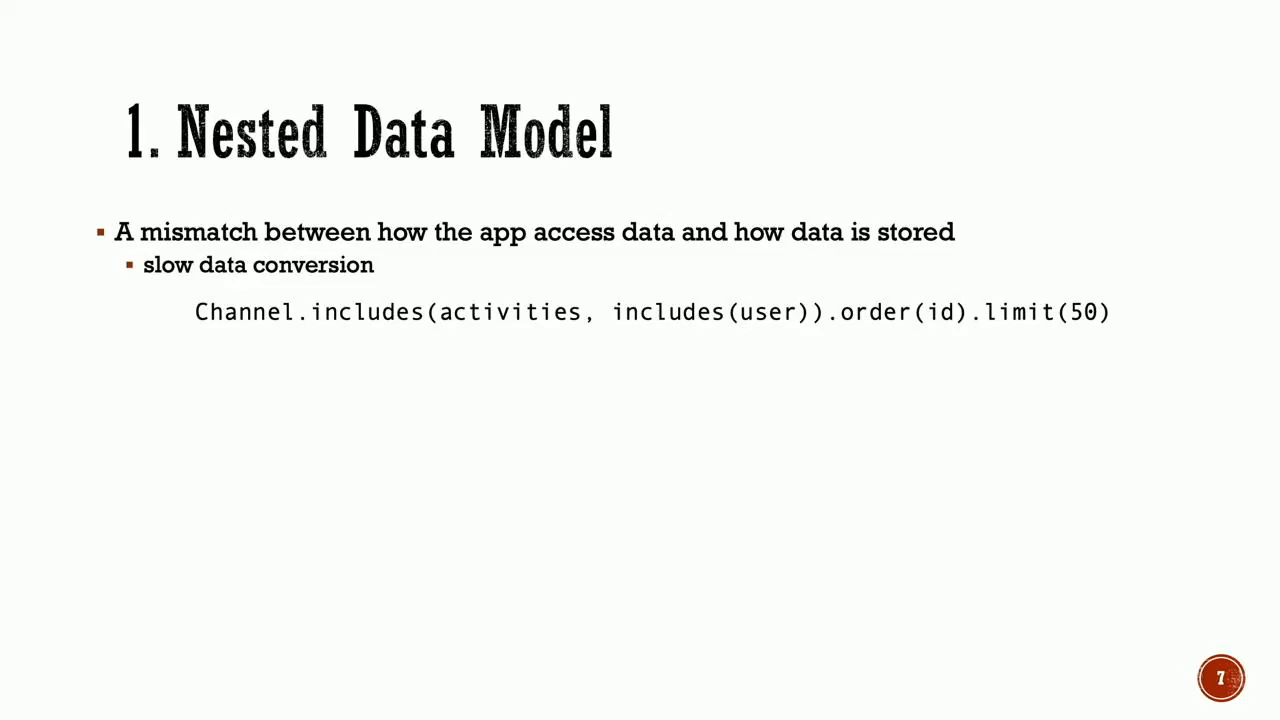 1. Nested Data Model
▪ A mismatch between how the app access data and how data is stored
▪ slow data conversion
Channel.includes(activities, includes(user)).order(id).limit(50)
7